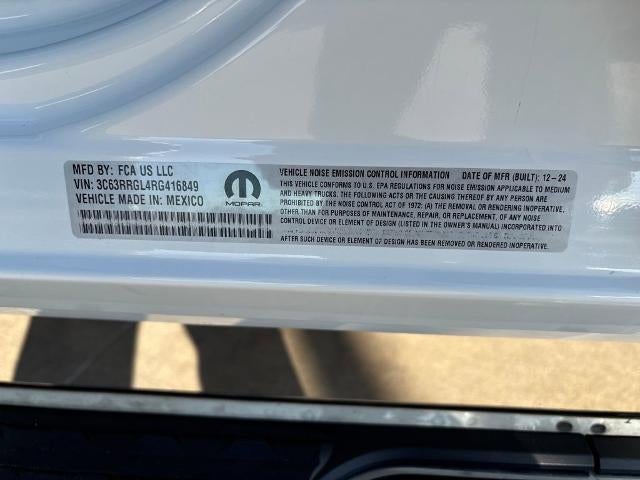 MFD BY: FCA US LLC
VIN: 3C63RRGL4RG416849
VEHICLE MADE IN: MEXICO
MOPAR
VEHICLE NOISE EMISSION CONTROL INFORMATION DATE OF MFR (BUILT): 12-24
THIS VEHICLE CONFORMS TO U.S. EPA REGULATIONS FOR NOISE EMISSION APPLICABLE TO MEDIUM
AND HEAVY TRUCKS. THE FOLLOWING ACTS OR THE CAUSING THEREOF BY ANY PERSON ARE
PROHIBITED BY THE NOISE CONTROL ACT OF 1972: (A) THE REMOVAL OR RENDERING INOPERATIVE,
OTHER THAN FOR PURPOSES OF MAINTENANCE, REPAIR, OR REPLACEMENT, OF ANY NOISE
CONTROL DEVICE OR ELEMENT OF DESIGN (LISTED IN THE OWNER'S MANUAL) INCORPORATED INTO
AFTER SUCH DEVICE OR ELEMENT OF DESIGN HAS BEEN REMOVED OR RENDERED INOPERATIVE.